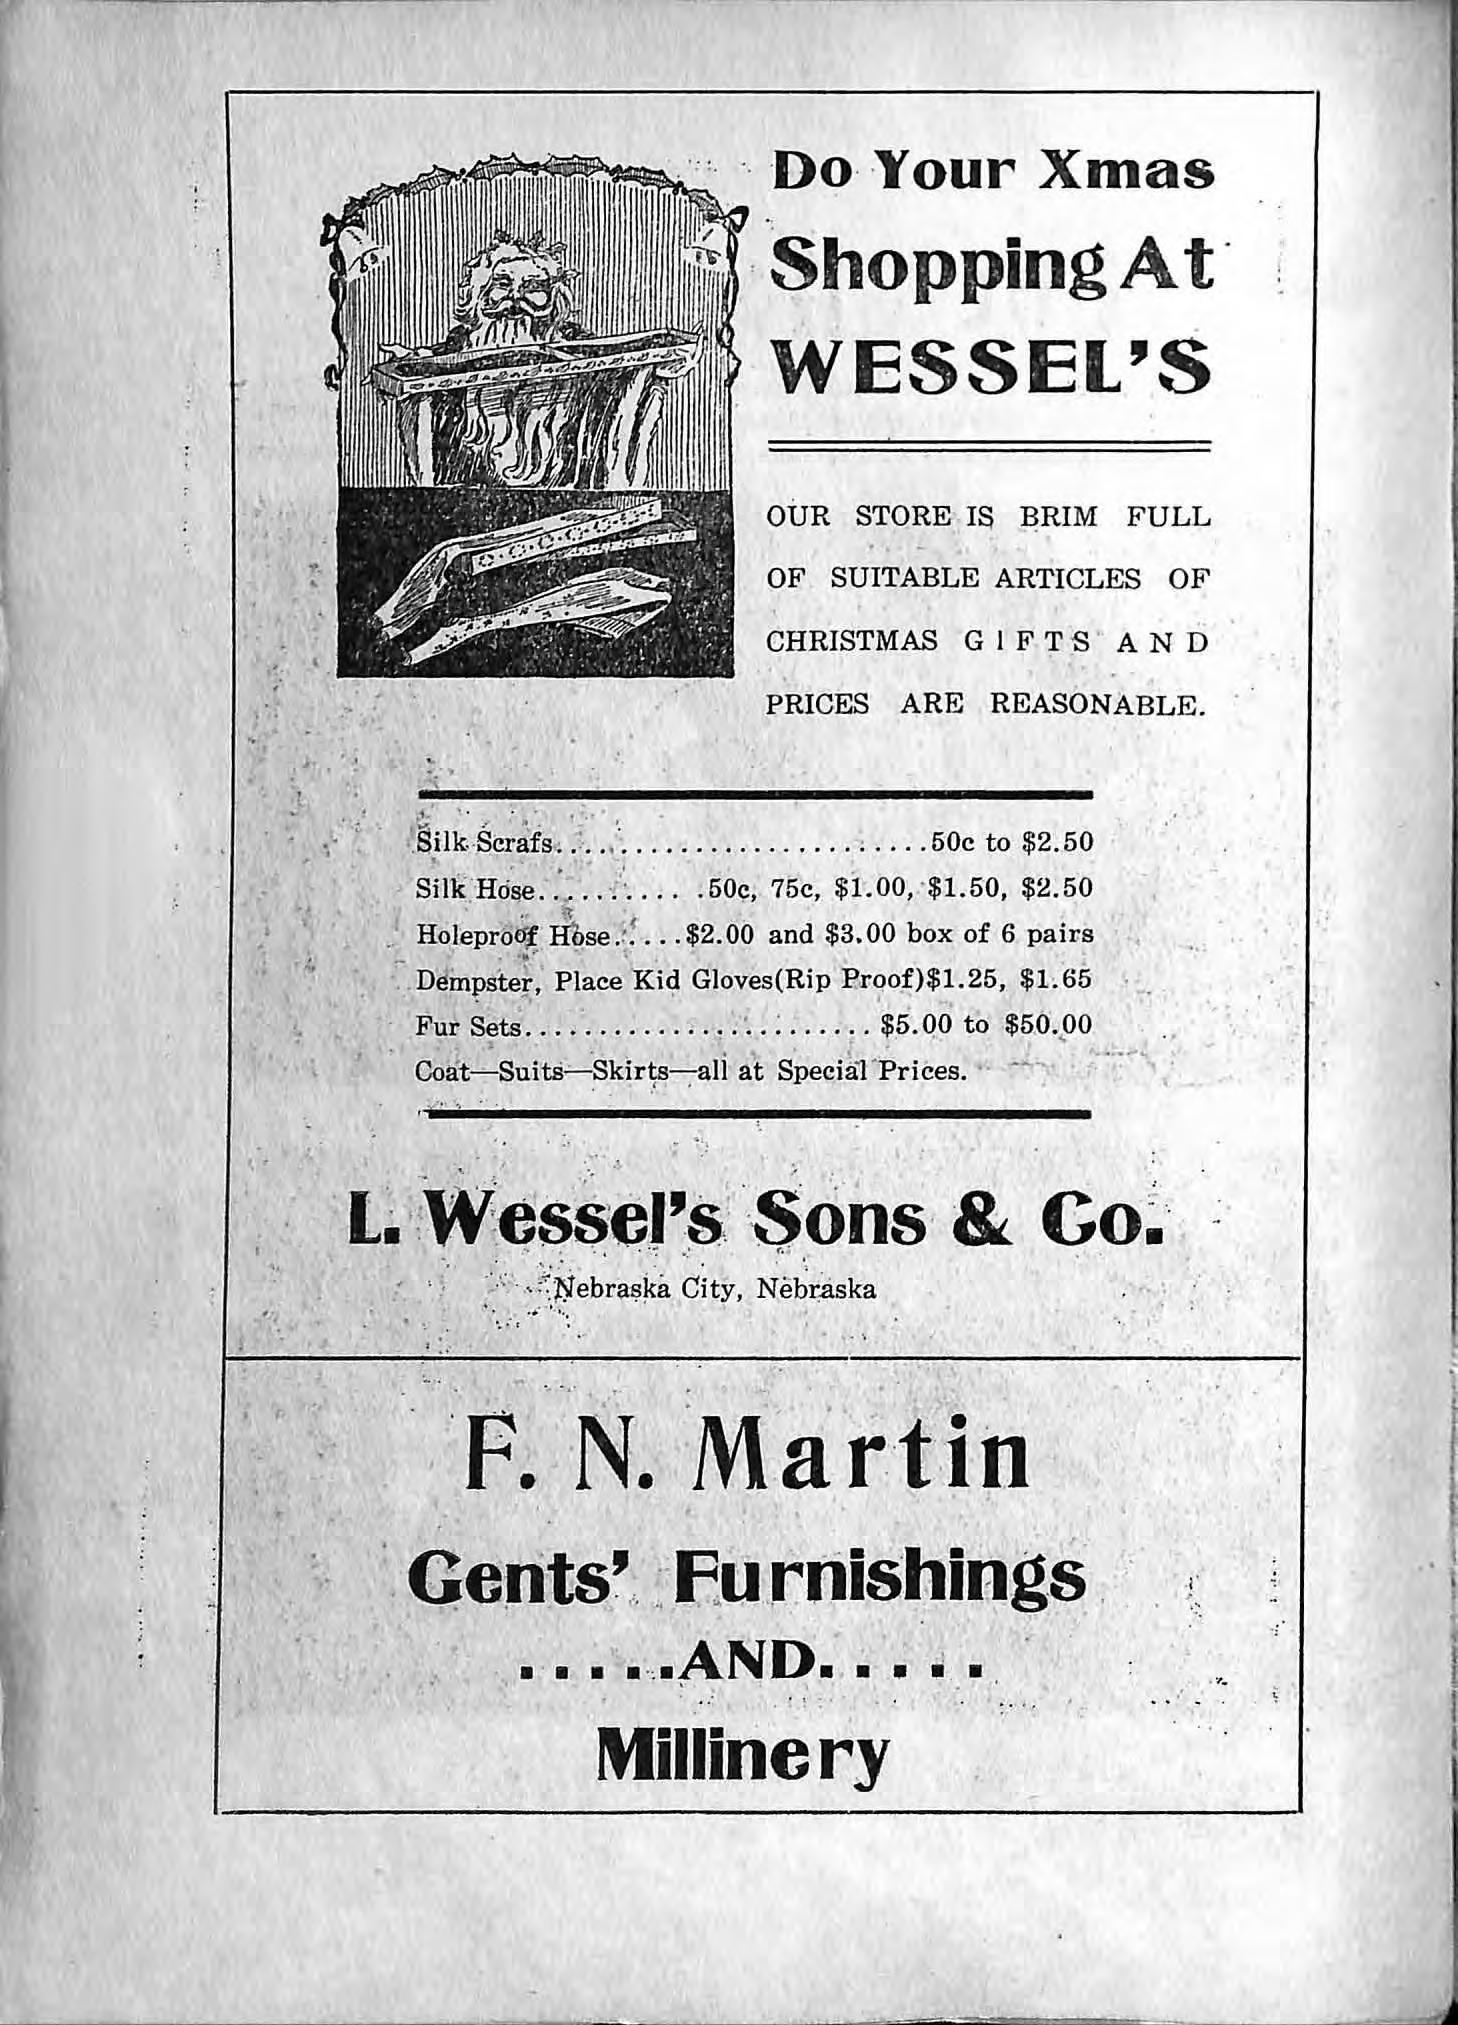 Do Your Xmas
Shopping At
WESSEL'S
OUR STORE IS BRIM FULL
OF SUITABLE ARTICLES OF
CHRISTMAS GIFTS AND
PRICES ARE REASONABLE.
Silk Scrafs..........................50c to $2.50
Silk Hose.......... .50c, 75c, $1.00, $1.50, $2.50
Holeproof Hose.....$2.00 and $3.00 box of 6 pairs
Dempster, Place Kid Gloves(Rip Proof)$1.25, $1.65
Fur Sets........................ $5.00 to $50.00
Coat—Suits—Skirts—all at Special Prices.
L. Wessel's Sons & Co.
Nebraska City, Nebraska
F. N. Martin
Gents' Furnishings
.....AND.....
Millinery